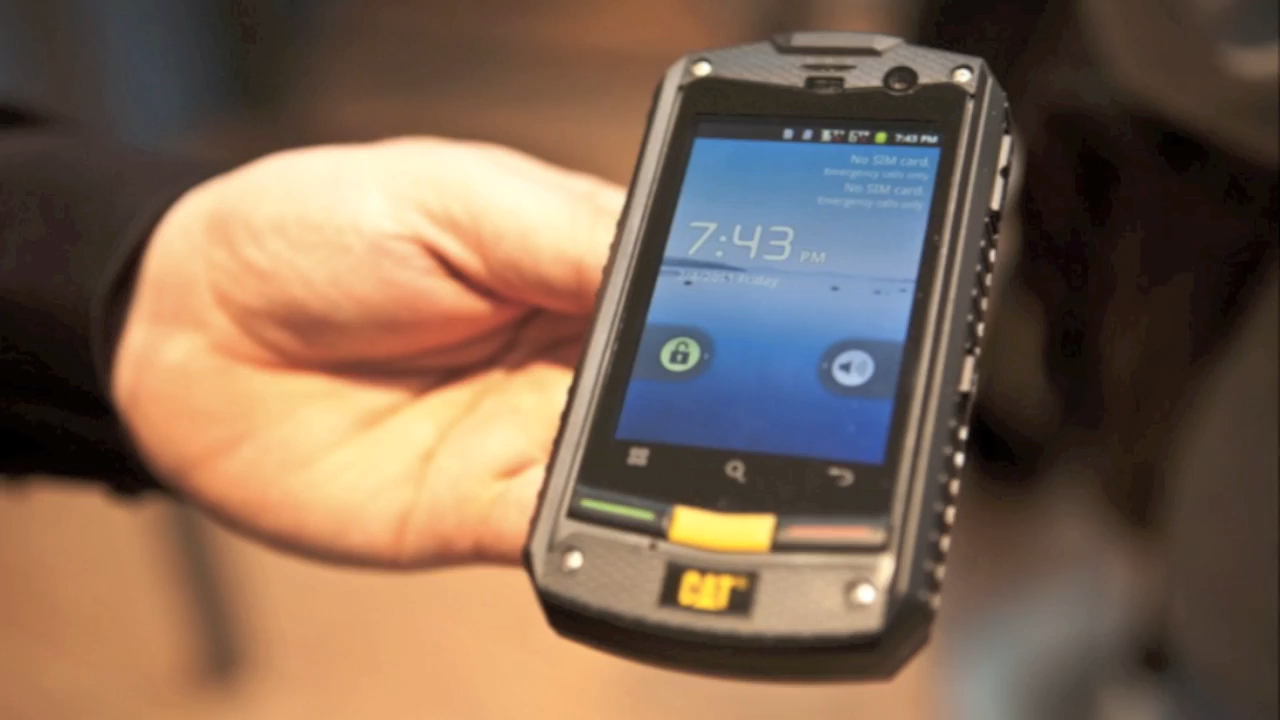 7:43 PM
No SIM card.
Emergency calls only
No SIM card.
Emergency calls only
7:43 PM
Friday
CAT